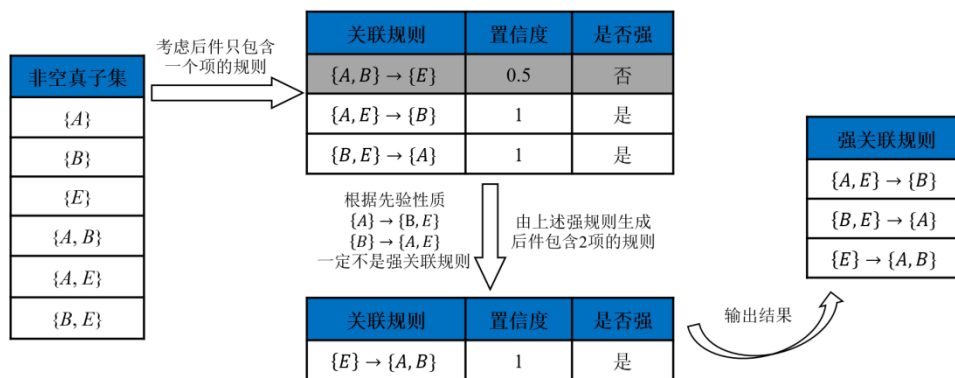 非空真子集
{A}
{B}
{E}
{A, B}
{A, E}
{B, E}
考虑后件只包含
一个项的规则
关联规则 置信度 是否强
{A, B} → {E} 0.5 否
{A, E} → {B} 1 是
{B, E} → {A} 1 是
根据先验性质
{A} → {B, E}
{B} → {A, E}
一定不是强关联规则
由上述强规则生成
后件包含2项的规则
关联规则 置信度 是否强
{E} → {A, B} 1 是
输出结果
强关联规则
{A, E} → {B}
{B, E} → {A}
{E} → {A, B}